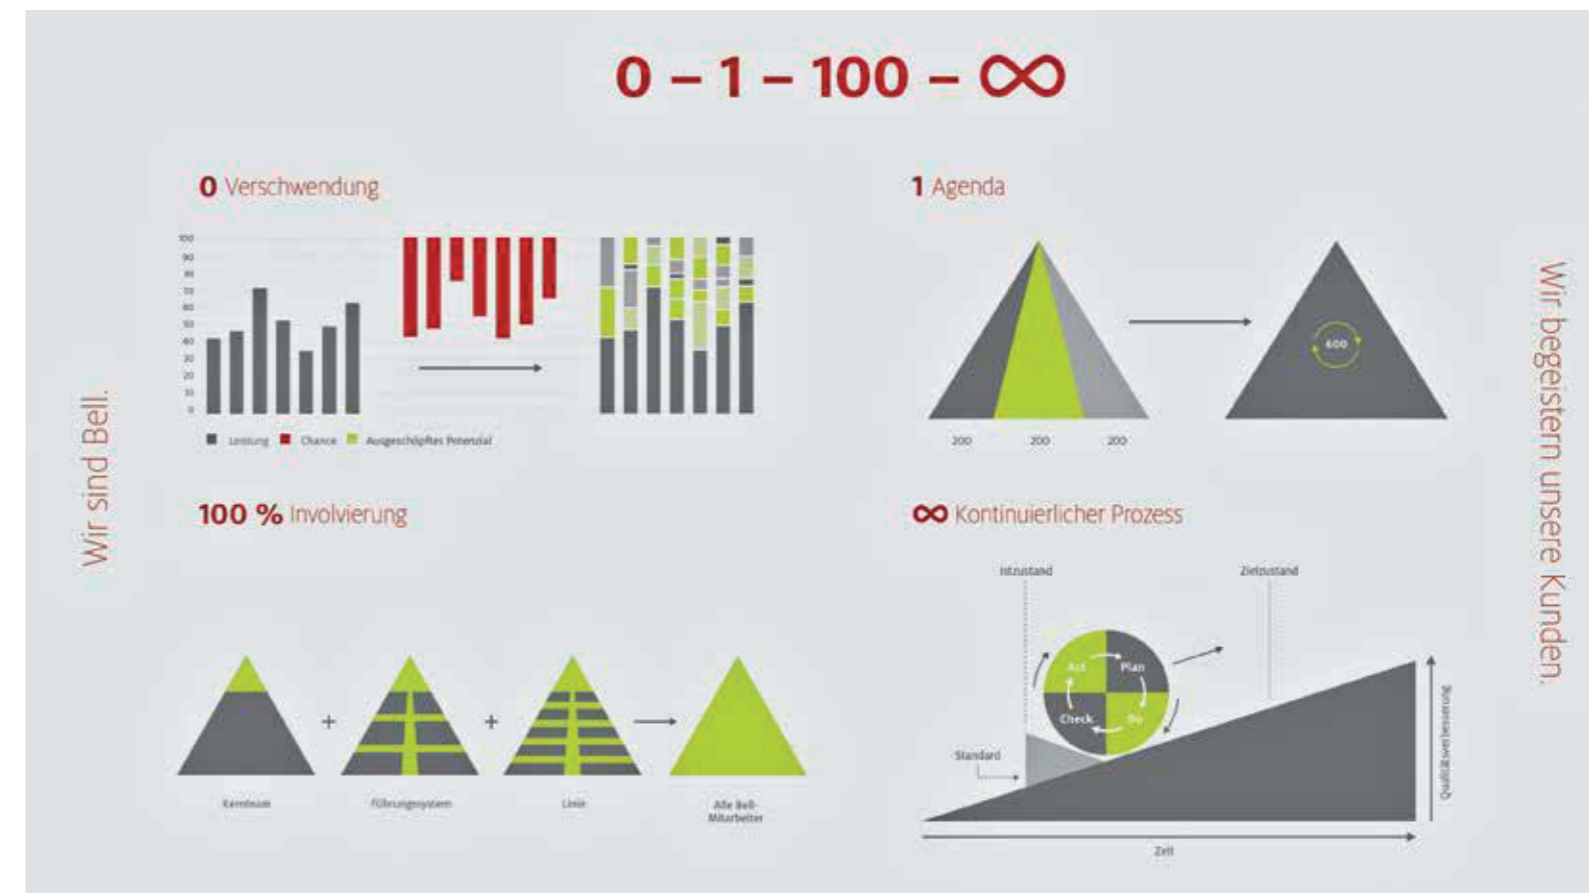 0 – 1 – 100 – ∞
Wir sind Bell.
0 Verschwendung
100
90
80
70
60
50
40
30
20
10
0
Leistung Chance Ausgeschöpftes Potenzial
1 Agenda
200 200 200
600
100 % Involvierung
+ +
Kernteam Führungssystem Linie Alle Bell-
Mitarbeiter
∞ Kontinuierlicher Prozess
Istzustand Zielzustand
Act Plan
Check Do
Standard
Qualitätsverbesserung
Zeit
Wir begeistern unsere Kunden.